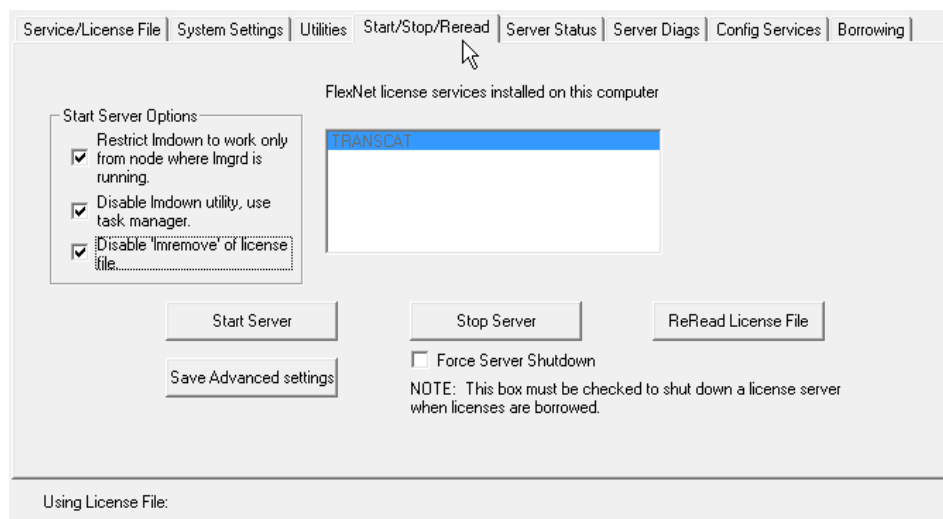 Service/License File System Settings Utilities Start/Stop/Reread Server Status Server Diags Config Services Borrowing
FlexNet license services installed on this computer
Start Server Options
Restrict lmdown to work only
from node where lmgrd is
running.
Disable lmdown utility, use
task manager.
Disable 'lmremove' of license
file.
TRANSCAT
Start Server
Stop Server
ReRead License File
Save Advanced settings
Force Server Shutdown
NOTE: This box must be checked to shut down a license server
when licenses are borrowed.
Using License File: